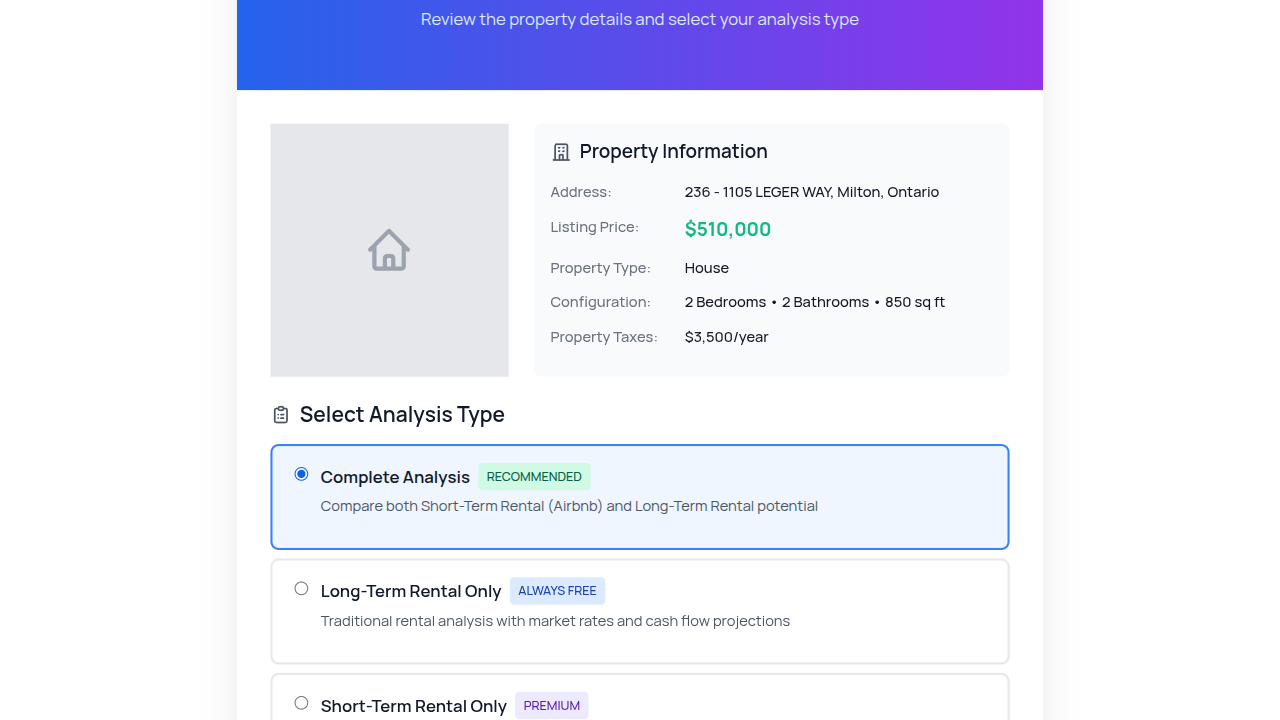 Review the property details and select your analysis type
Property Information
Address: 236 - 1105 LEGER WAY, Milton, Ontario
Listing Price: $510,000
Property Type: House
Configuration: 2 Bedrooms • 2 Bathrooms • 850 sq ft
Property Taxes: $3,500/year
Select Analysis Type
Complete Analysis RECOMMENDED
Compare both Short-Term Rental (Airbnb) and Long-Term Rental potential
Long-Term Rental Only ALWAYS FREE
Traditional rental analysis with market rates and cash flow projections
Short-Term Rental Only PREMIUM